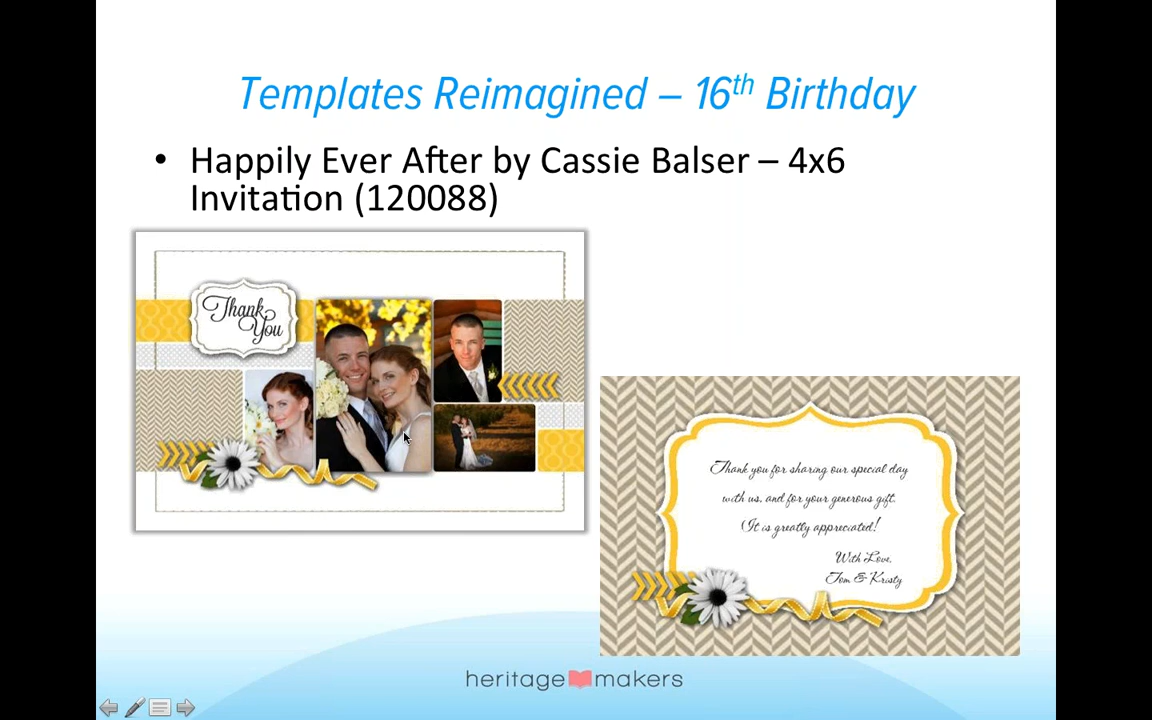 Templates Reimagined – 16th Birthday
• Happily Ever After by Cassie Balser – 4x6
Invitation (120088)
Thank
You
Thank you for sharing our special day
with us, and for your generous gift.
It is greatly appreciated!
With Love,
Tom & Kristy
heritage makers